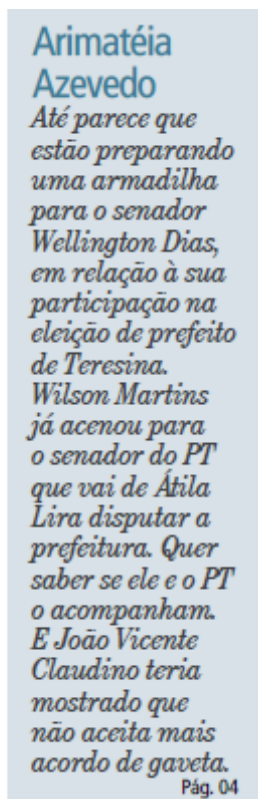 Arimatéia
Azevedo
Até parece que
estão preparando
uma armadilha
para o senador
Wellington Dias,
em relação à sua
participação na
eleição de prefeito
de Teresina.
Wilson Martins
já acenou para
o senador do PT
que vai de Átila
Lira disputar a
prefeitura. Quer
saber se ele e o PT
o acompanham.
E João Vicente
Claudino teria
mostrado que
não aceita mais
acordo de gaveta.
Pág. 04